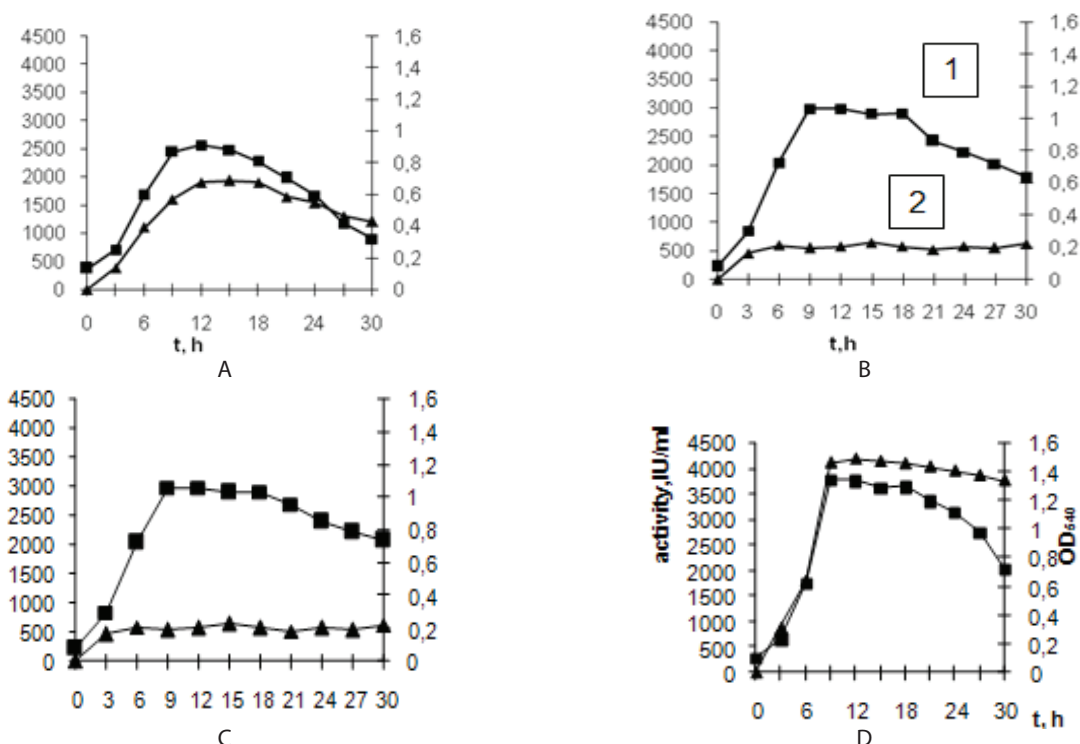 4500 4000 3500 3000 2500 2000 1500 1000 500 0
1,6 1,4 1,2 1 0,8 0,6 0,4 0,2 0
0 6 12 18 24 30
t, h
A
4500 4000 3500 3000 2500 2000 1500 1000 500 0
1
2
1,6 1,4 1,2 1 0,8 0,6 0,4 0,2 0
0 3 6 9 12 15 18 21 24 27 30
t,h
B
4500 4000 3500 3000 2500 2000 1500 1000 500 0
1,6 1,4 1,2 1 0,8 0,6 0,4 0,2 0
0 3 6 9 12 15 18 21 24 27 30
C
activity,IU/ml
4500 4000 3500 3000 2500 2000 1500 1000 500 0
1,6 1,4 1,2 1 0,8 0,6 0,4 0,2 0
OD540
0 6 12 18 24 30 t, h
D